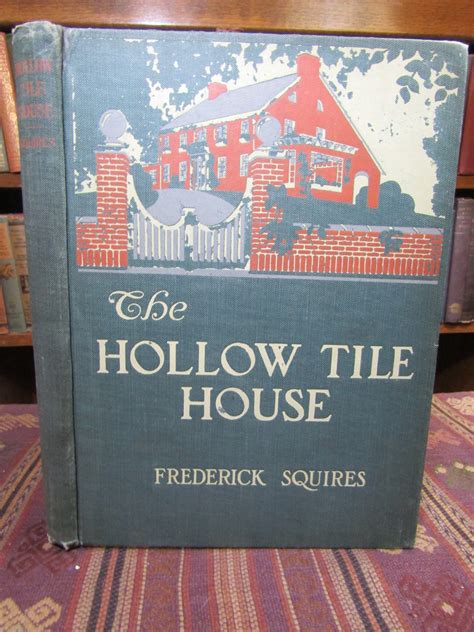 HOLLOW
TILE
HOUSE
SQUIRES
The
HOLLOW TILE
HOUSE
FREDERICK SQUIRES